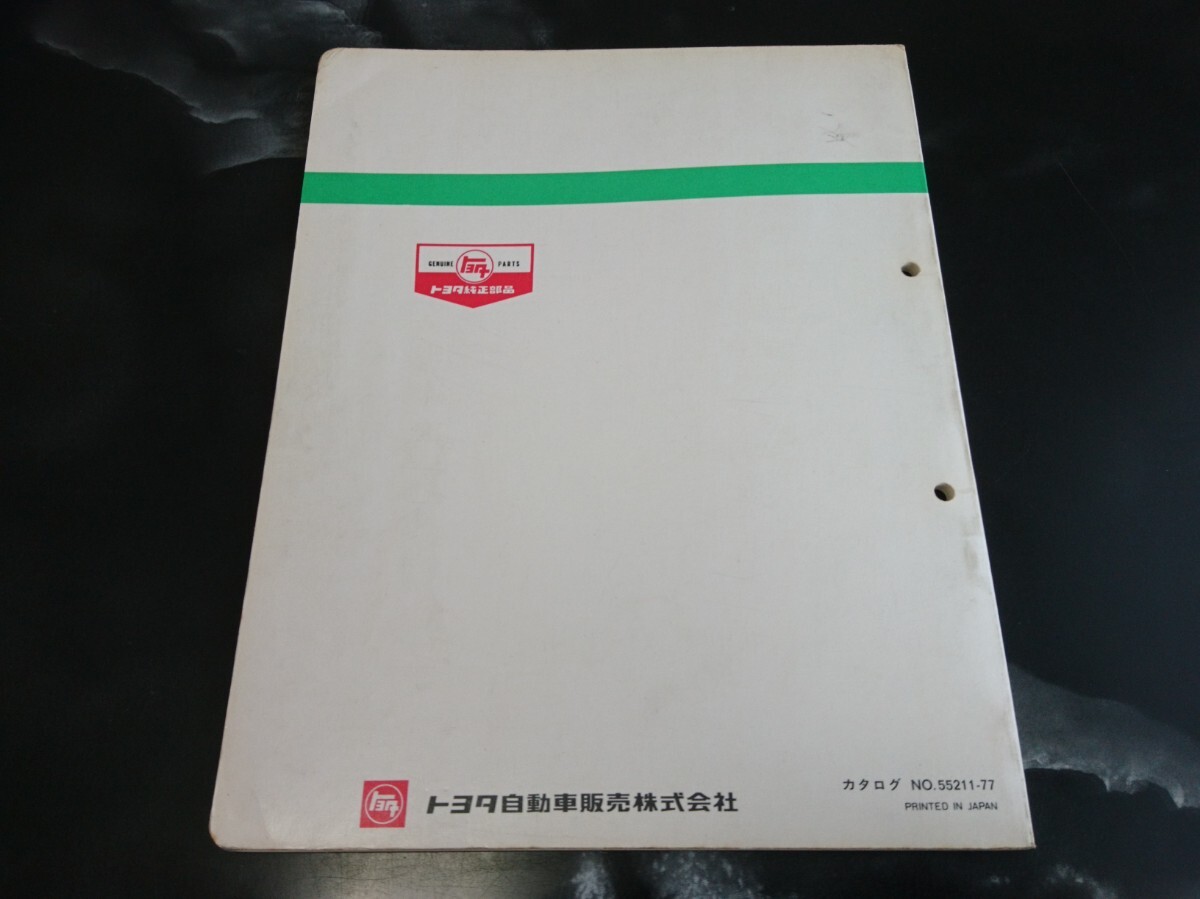 GENUINE トヨタ PARTS
トヨタ純正部品
トヨタ トヨタ自動車販売株式会社
カタログ NO.55211-77
PRINTED IN JAPAN